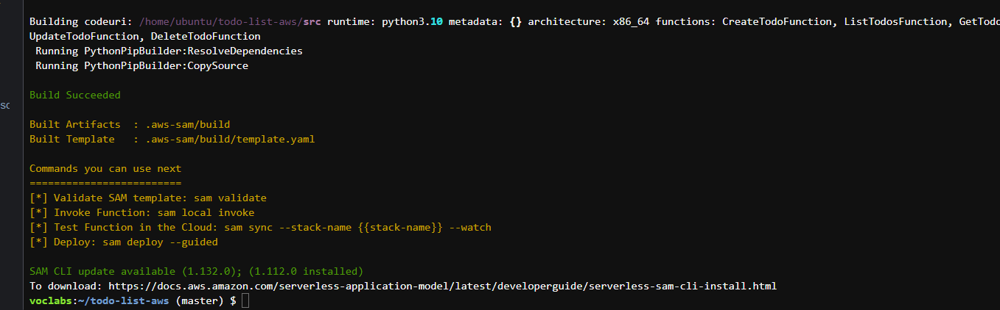 Building codeuri: /home/ubuntu/todo-list-aws/src runtime: python3.10 metadata: {} architecture: x86_64 functions: CreateTodoFunction, ListTodosFunction, GetTodo
UpdateTodoFunction, DeleteTodoFunction
Running PythonPipBuilder:ResolveDependencies
Running PythonPipBuilder:CopySource
Build Succeeded
sc
Built Artifacts : .aws-sam/build
Built Template : .aws-sam/build/template.yaml
Commands you can use next
=========================
[*] Validate SAM template: sam validate
[*] Invoke Function: sam local invoke
[*] Test Function in the Cloud: sam sync --stack-name {{stack-name}} --watch
[*] Deploy: sam deploy --guided
SAM CLI update available (1.132.0); (1.112.0 installed)
To download: https://docs.aws.amazon.com/serverless-application-model/latest/developerguide/serverless-sam-cli-install.html
voclabs:~/todo-list-aws (master) $